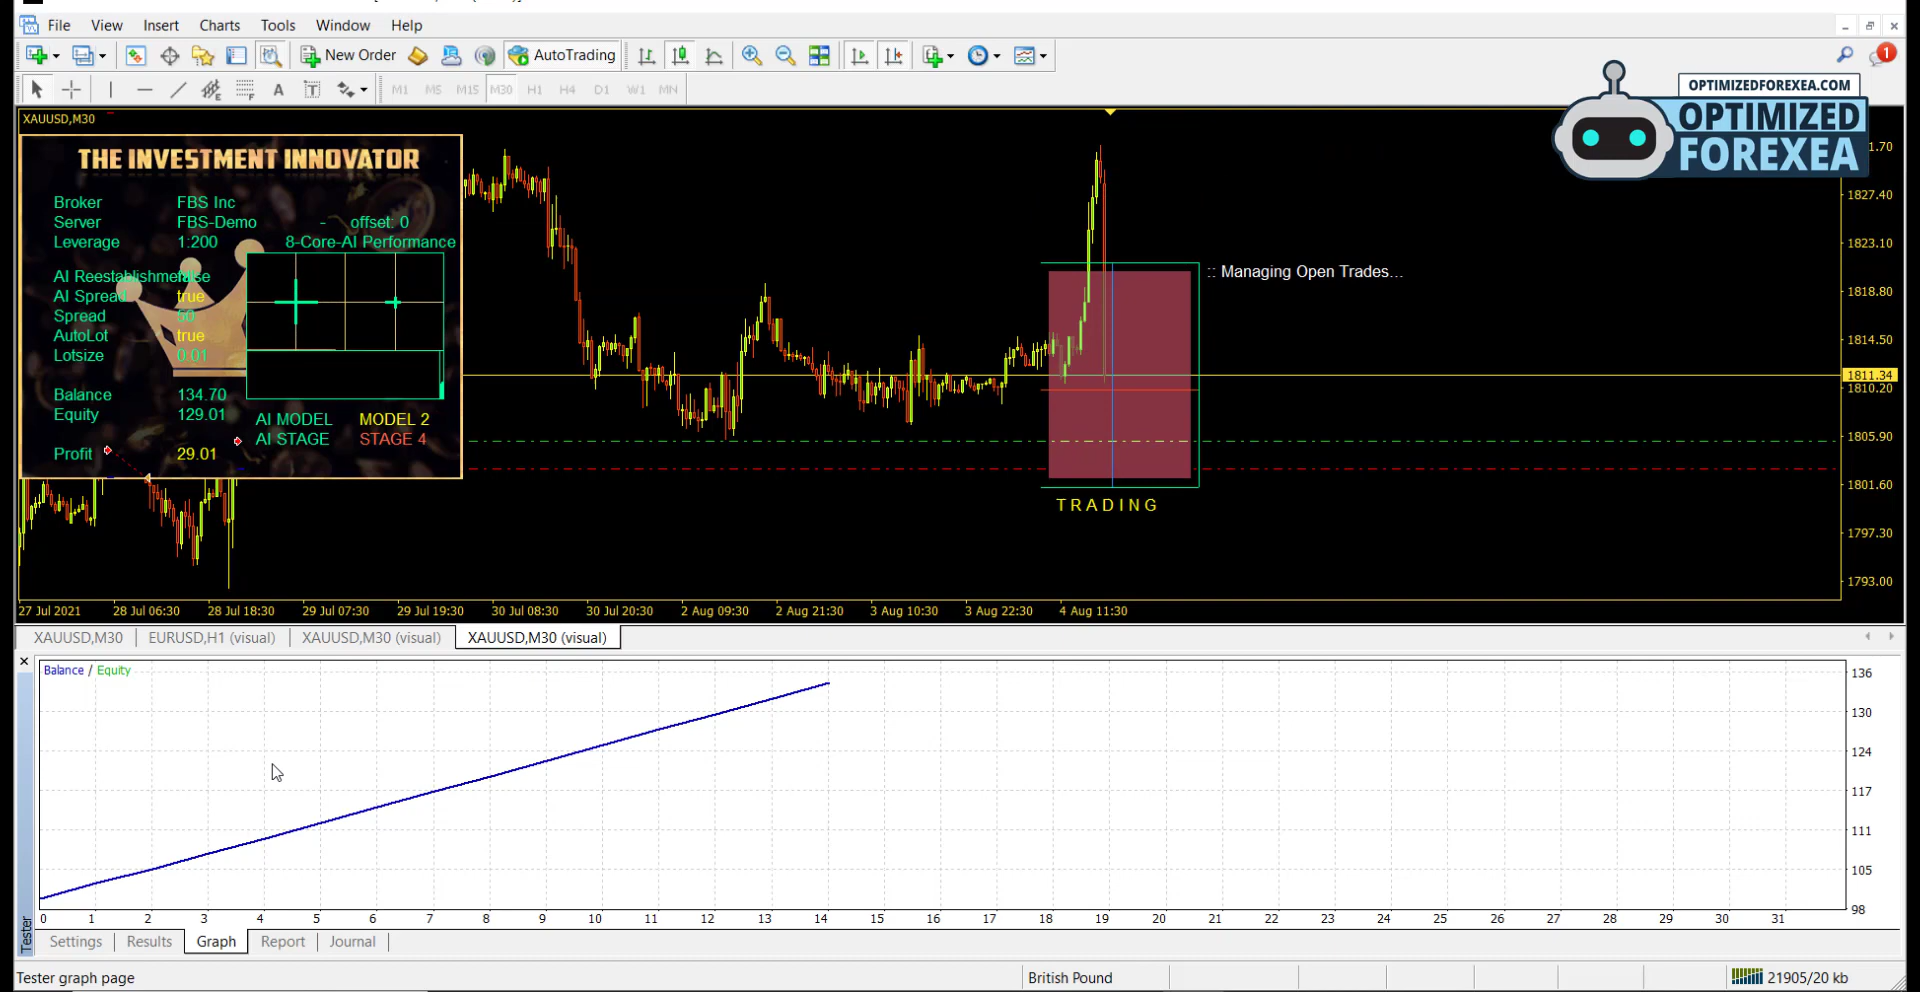 File View Insert Charts Tools Window Help
New Order AutoTrading
1
A T M1 M5 M15 M30 H1 H4 D1 W1 MN
OPTIMIZEDFOREXEA.COM
OPTIMIZED
FOREXEA
XAUUSD,M30
THE INVESTMENT INNOVATOR
Broker FBS Inc
Server FBS-Demo - offset: 0
Leverage 1:200 8-Core-AI Performance
AI Reestablishment false
AI Spread true
Spread 50
AutoLot true
Lotsize 0.01
Balance 134.70
Equity 129.01
AI MODEL MODEL 2
AI STAGE STAGE 4
Profit 29.01
:: Managing Open Trades...
TRADING
1.70
1827.40
1823.10
1818.80
1814.50
1811.34
1810.20
1805.90
1801.60
1797.30
1793.00
27 Jul 2021 28 Jul 06:30 28 Jul 18:30 29 Jul 07:30 29 Jul 19:30 30 Jul 08:30 30 Jul 20:30 2 Aug 09:30 2 Aug 21:30 3 Aug 10:30 3 Aug 22:30 4 Aug 11:30
XAUUSD,M30 EURUSD,H1 (visual) XAUUSD,M30 (visual) XAUUSD,M30 (visual)
Balance / Equity
136
130
124
117
111
105
98
0 1 2 3 4 5 6 7 8 9 10 11 12 13 14 15 16 17 18 19 20 21 22 23 24 25 26 27 28 29 30 31
Tester
Settings Results Graph Report Journal
Tester graph page British Pound 21905/20 kb